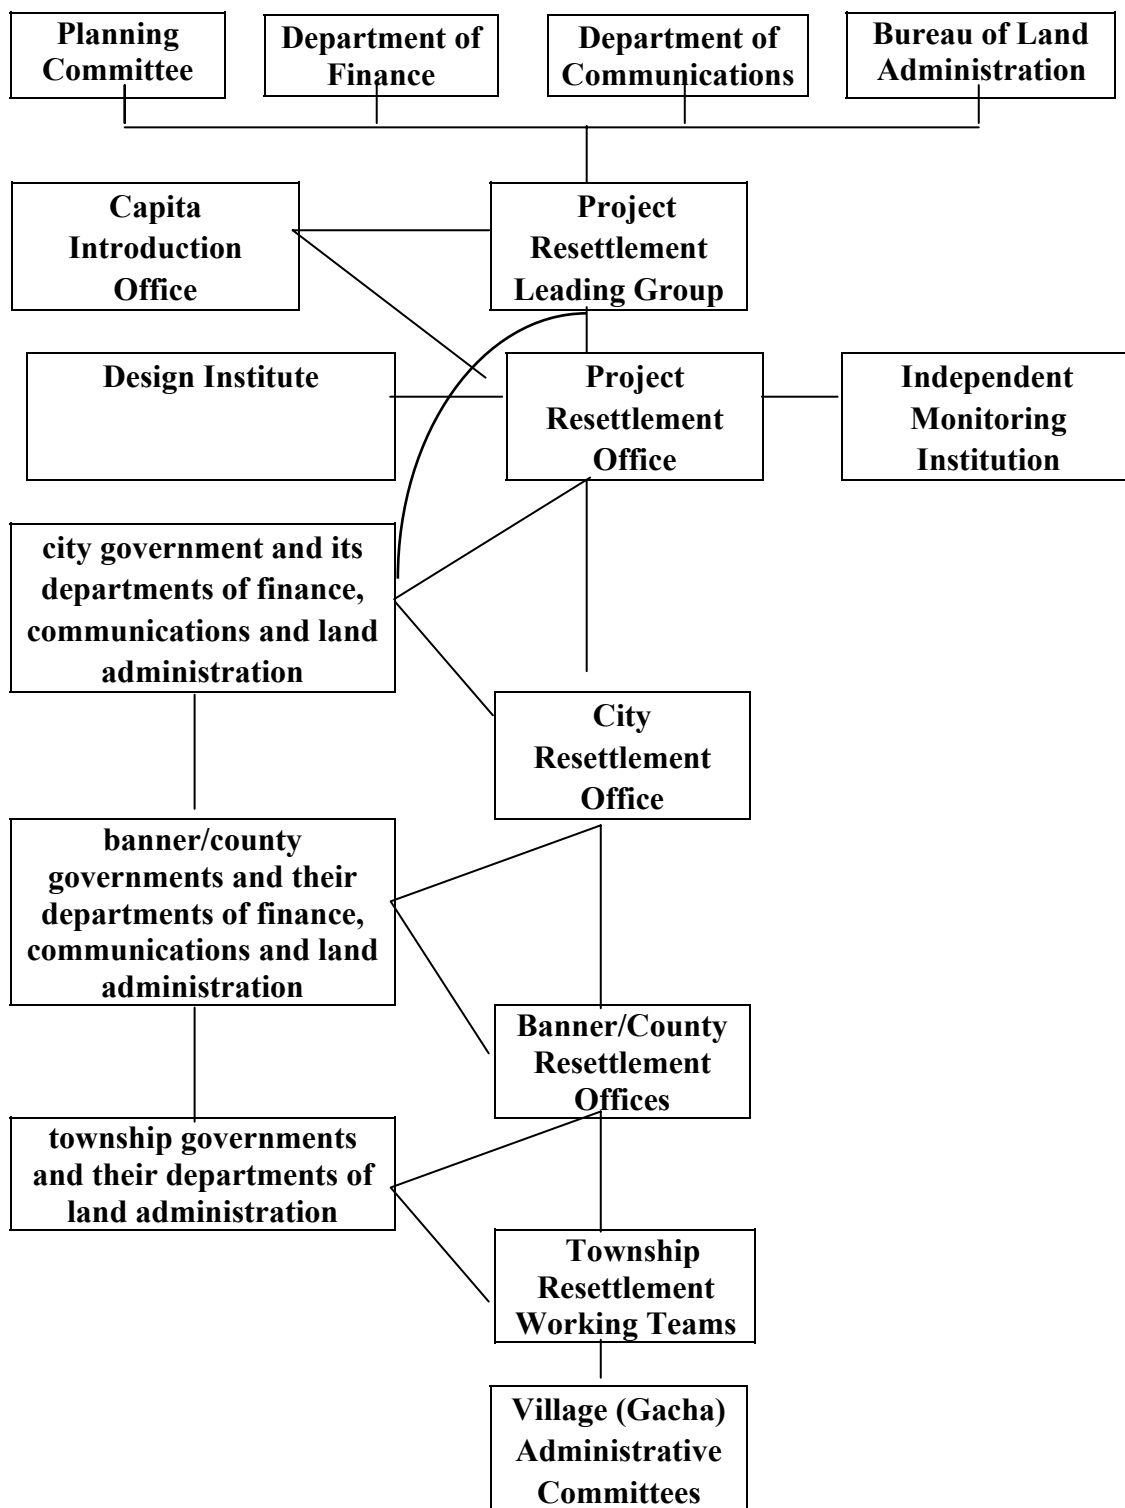 Planning
Committee
Department of
Finance
Department of
Communications
Bureau of Land
Administration
Capita
Introduction
Office
Project
Resettlement
Leading Group
Design Institute
Project
Resettlement
Office
Independent
Monitoring
Institution
city government and its
departments of finance,
communications and land
administration
City
Resettlement
Office
banner/county
governments and their
departments of finance,
communications and land
administration
Banner/County
Resettlement
Offices
township governments
and their departments of
land administration
Township
Resettlement
Working Teams
Village (Gacha)
Administrative
Committees